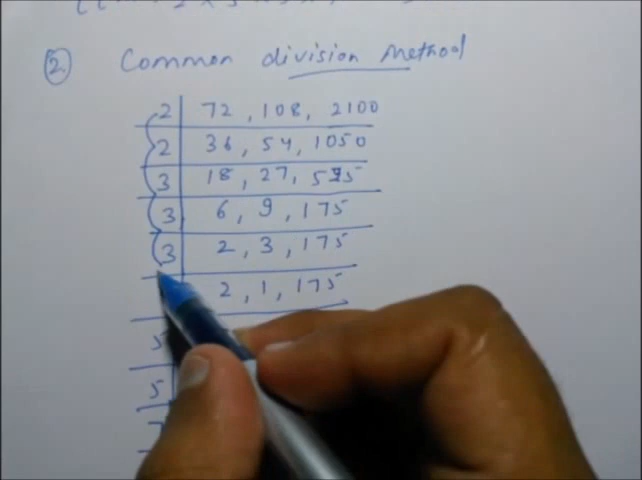 ② Common division method
2 72, 108, 2100
2 36, 54, 1050
3 18, 27, 525
3 6, 9, 175
3 2, 3, 175
2, 1, 175
5
5